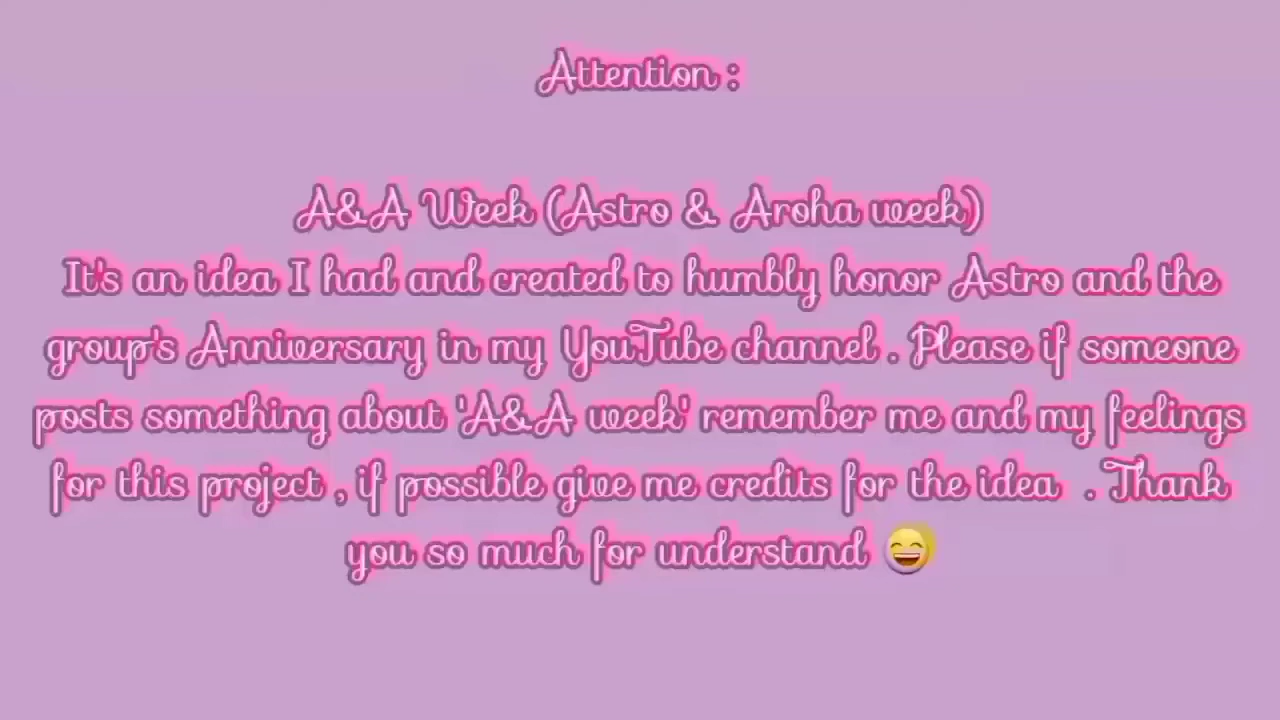 Attention :
A&A Week (Astro & Aroha week)
It's an idea I had and created to humbly honor Astro and the
group's Anniversary in my YouTube channel . Please if someone
posts something about 'A&A week' remember me and my feelings
for this project , if possible give me credits for the idea . Thank
you so much for understand 😄